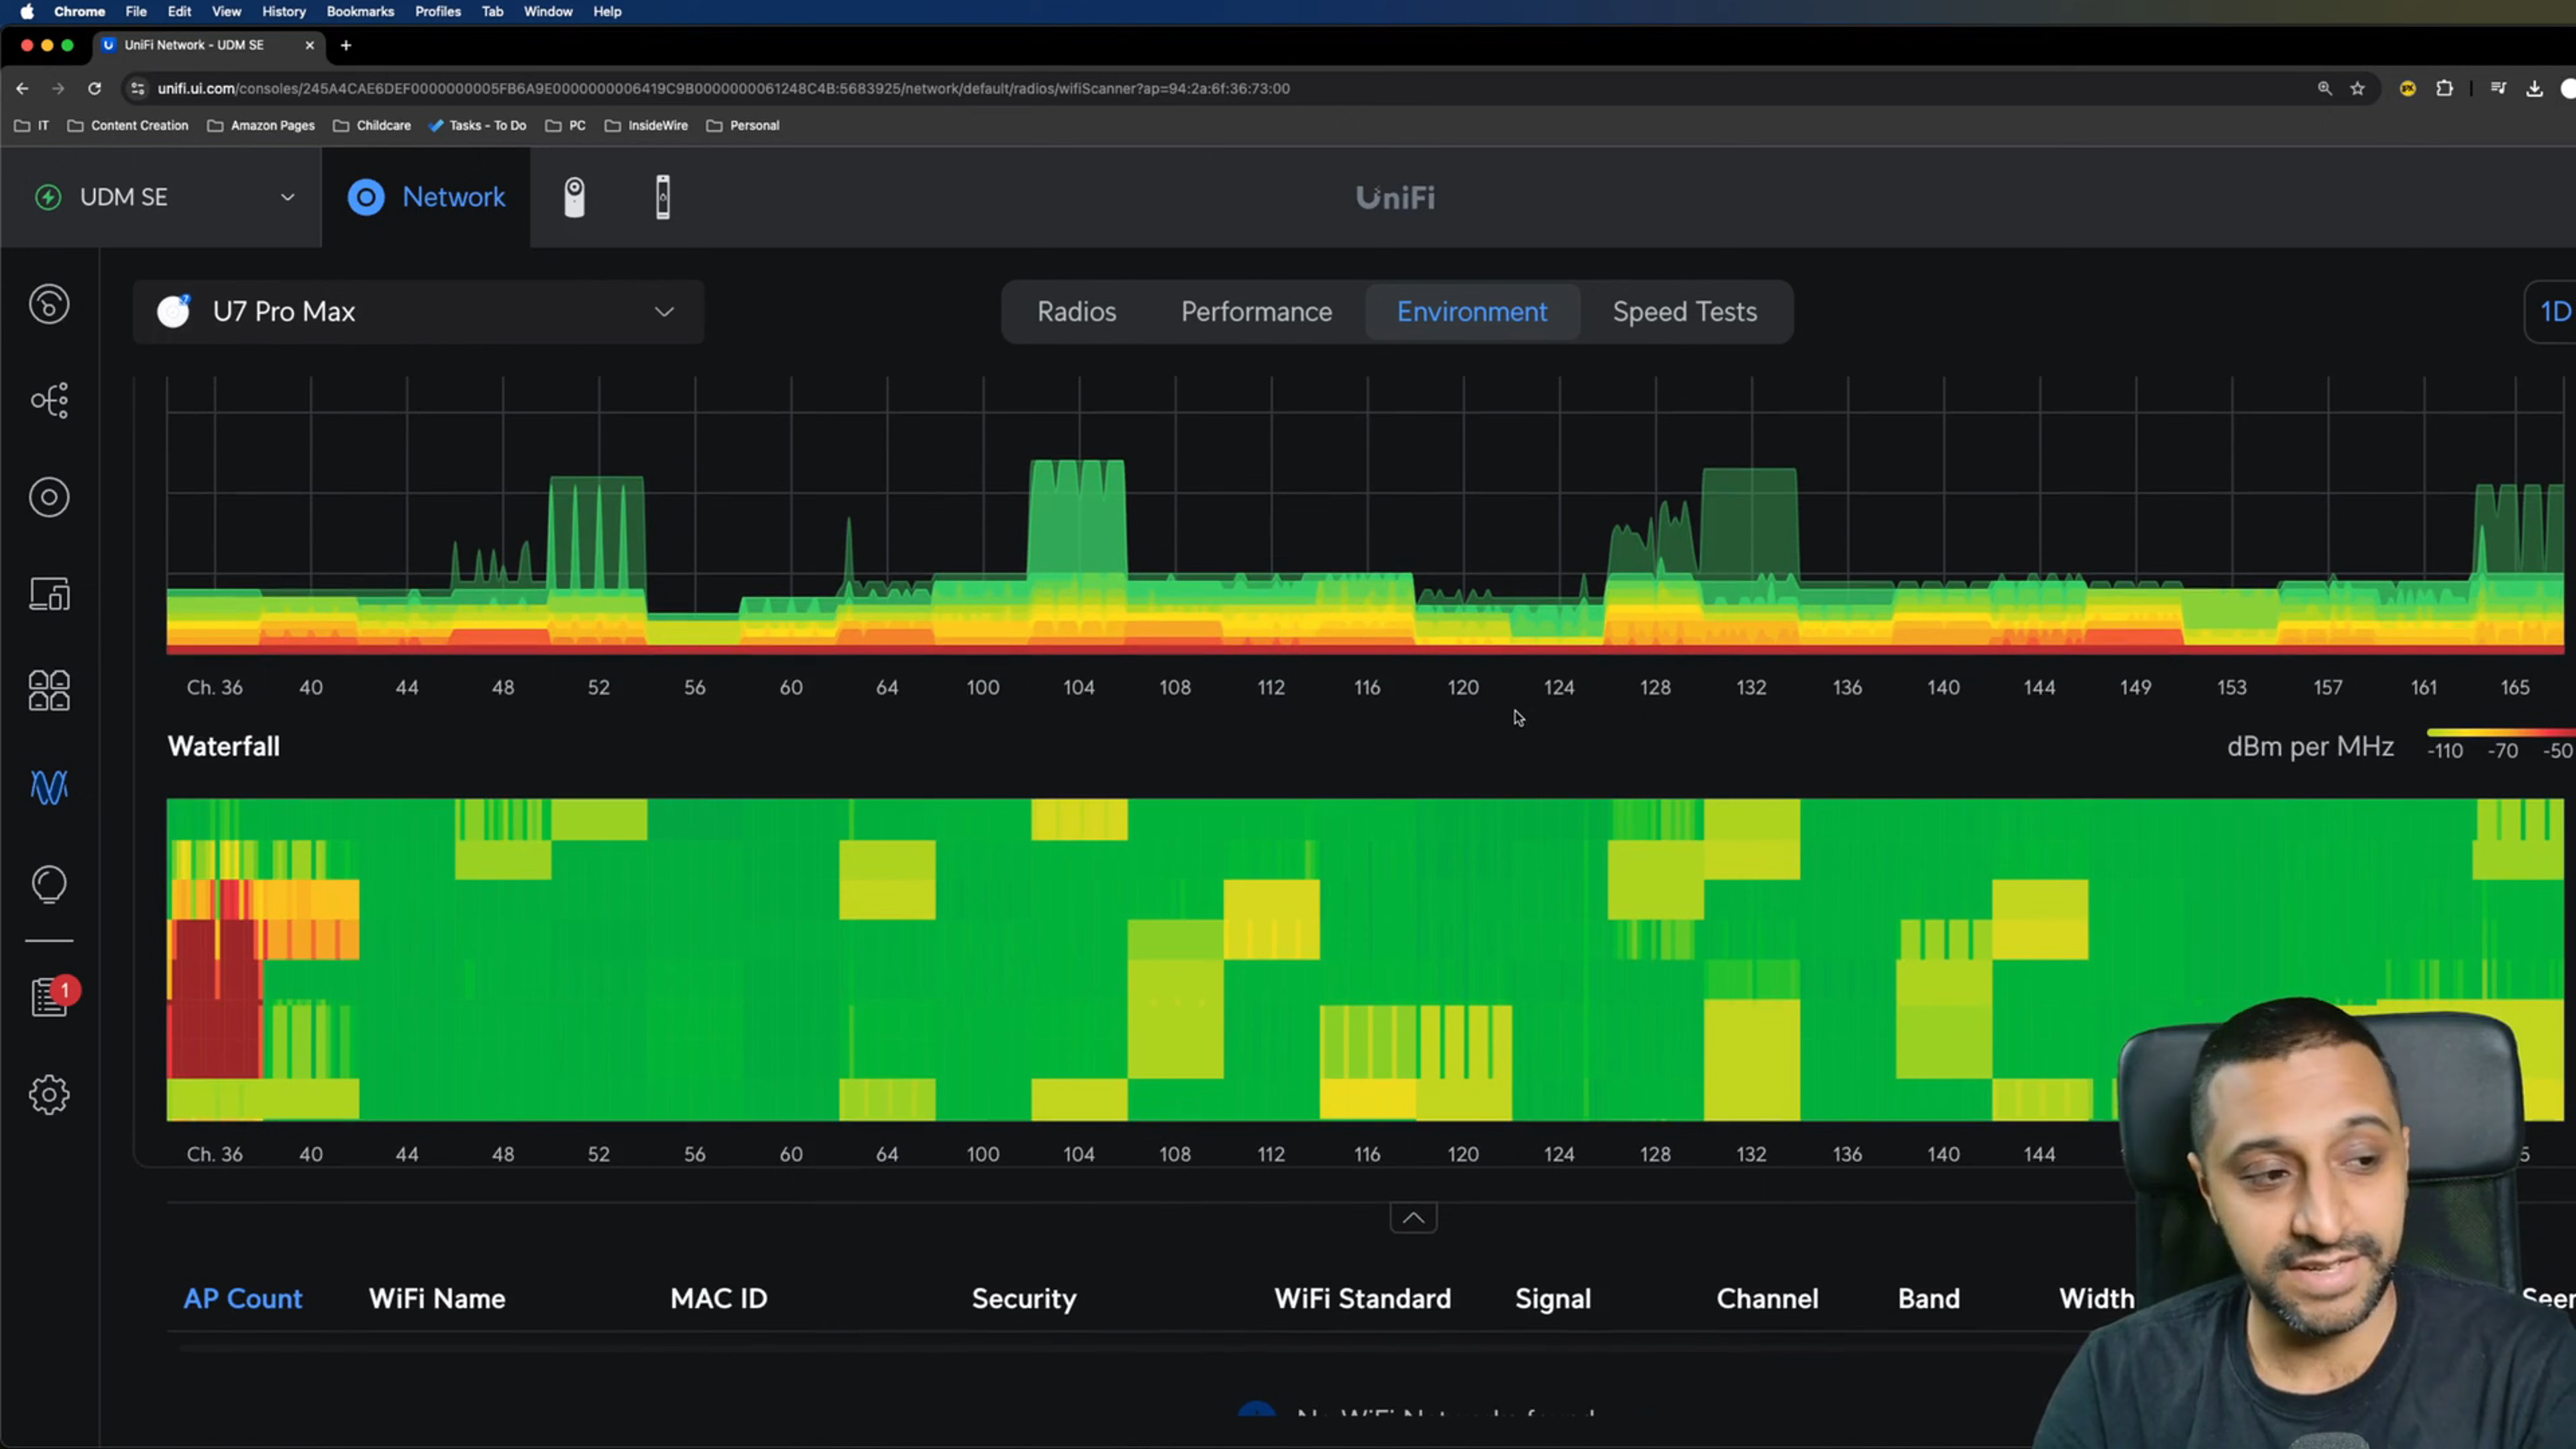 Chrome File Edit View History Bookmarks Profiles Tab Window Help
UniFi Network - UDM SE
unifi.ui.com/consoles/245A4CAE6DEF0000000005FB6A9E0000000006419C9B0000000061248C4B:5683925/network/default/radios/wifiScanner?ap=94:2a:6f:36:73:00
IT Content Creation Amazon Pages Childcare Tasks - To Do PC InsideWire Personal
UDM SE Network UniFi
U7 Pro Max Radios Performance Environment Speed Tests 1D
Ch. 36 40 44 48 52 56 60 64 100 104 108 112 116 120 124 128 132 136 140 144 149 153 157 161 165
Waterfall dBm per MHz -110 -70 -50
1
Ch. 36 40 44 48 52 56 60 64 100 104 108 112 116 120 124 128 132 136 140 144
AP Count WiFi Name MAC ID Security WiFi Standard Signal Channel Band Width Seen
No WiFi Networks found